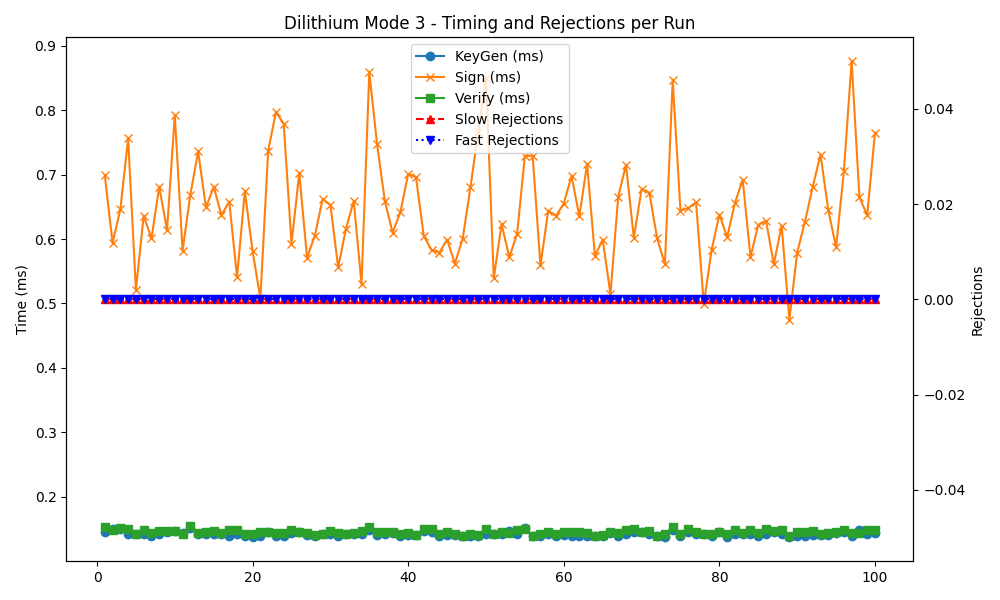 Dilithium Mode 3 - Timing and Rejections per Run
KeyGen (ms)
Sign (ms)
Verify (ms)
Slow Rejections
Fast Rejections
Time (ms)
0.9
0.8
0.7
0.6
0.5
0.4
0.3
0.2
0
20
40
60
80
100
0.04
0.02
0.00
−0.02
−0.04
Rejections